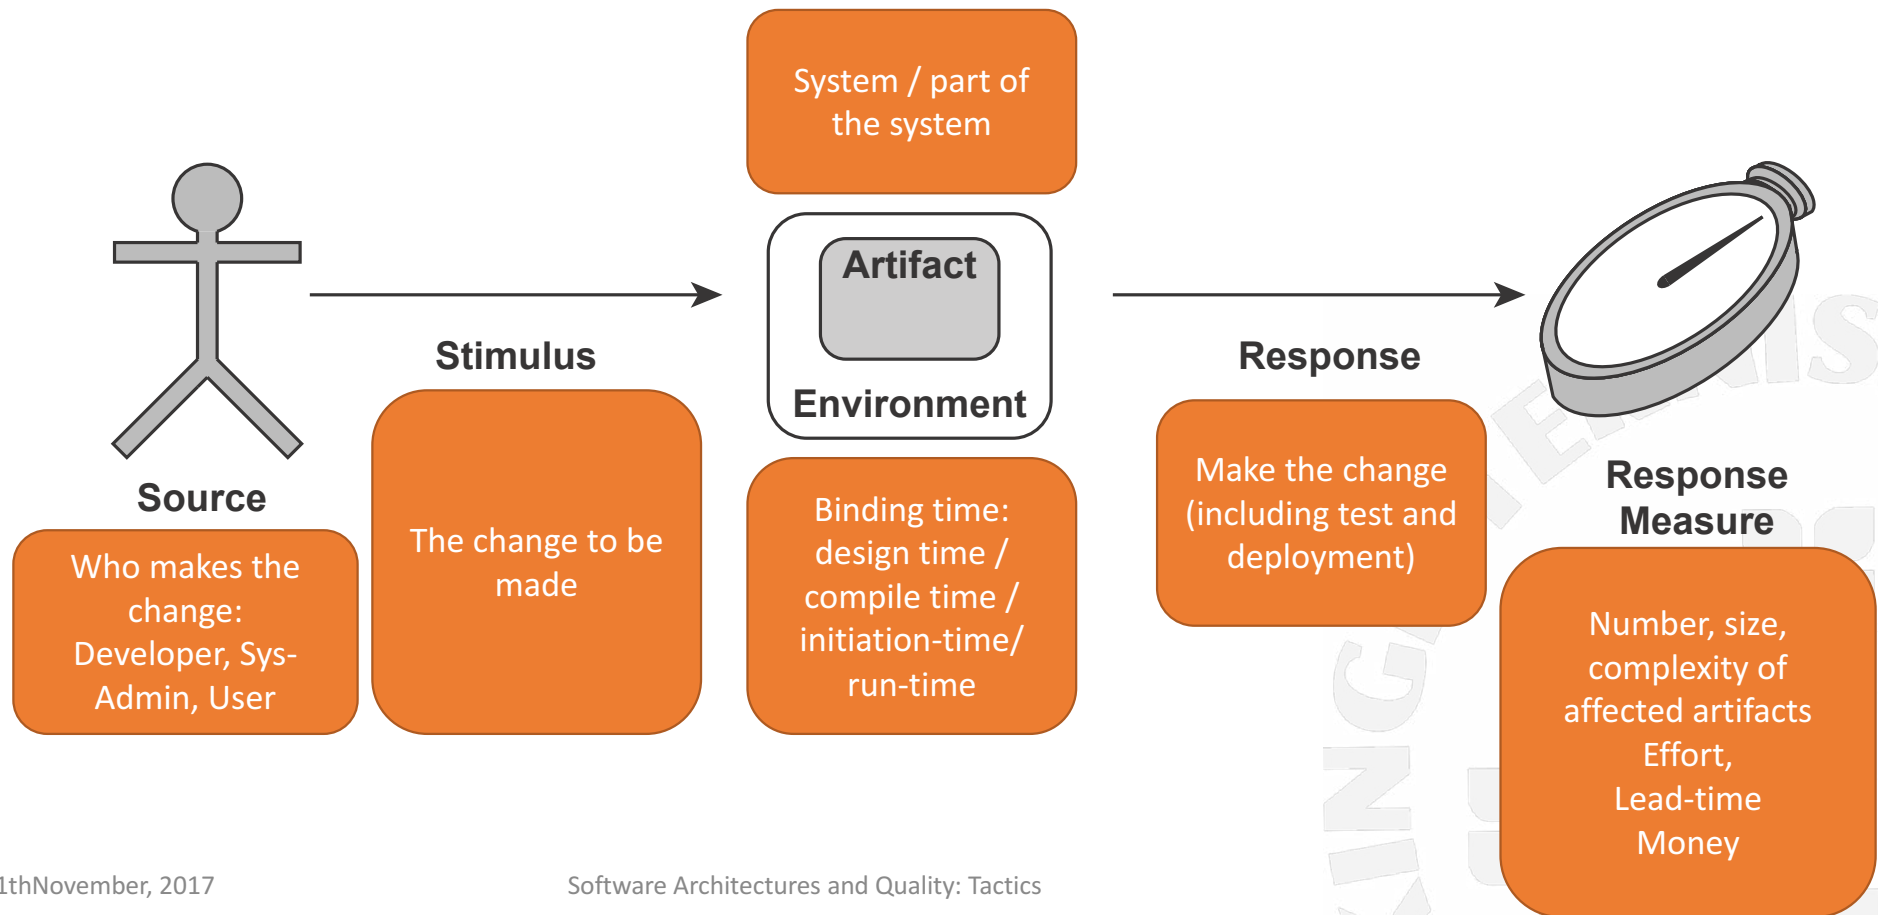 System / part of
the system
Artifact
Environment
Stimulus
Response
Source
Response
Measure
Who makes the
change:
Developer, Sys-
Admin, User
The change to be
made
Binding time:
design time /
compile time /
initiation-time/
run-time
Make the change
(including test and
deployment)
Number, size,
complexity of
affected artifacts
Effort,
Lead-time
Money
1thNovember, 2017
Software Architectures and Quality: Tactics